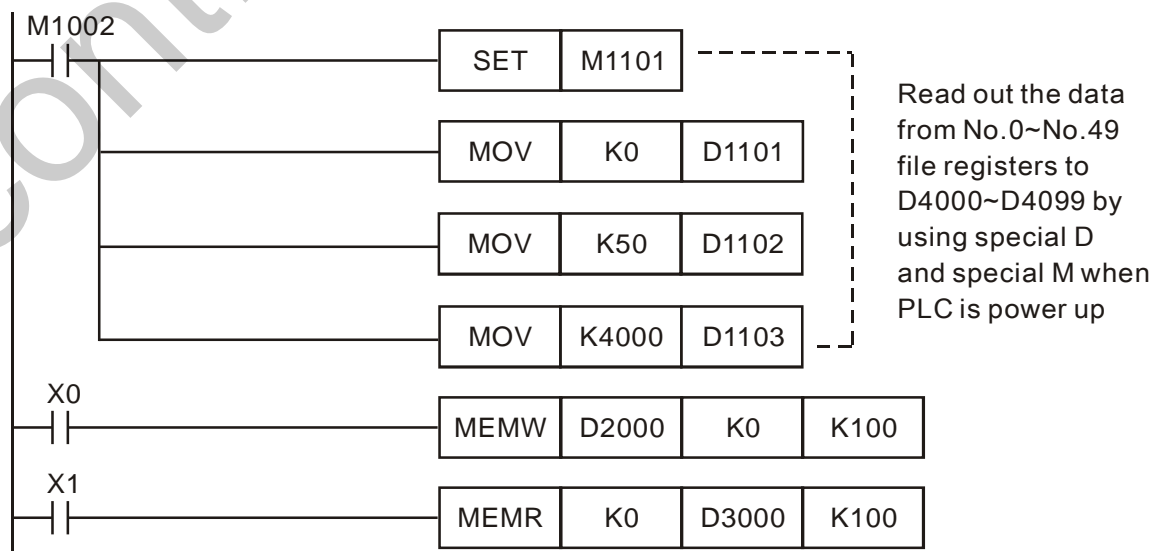 M1002
SET M1101
MOV K0 D1101
MOV K50 D1102
MOV K4000 D1103
Read out the data
from No.0~No.49
file registers to
D4000~D4099 by
using special D
and special M when
PLC is power up
X0
MEMW D2000 K0 K100
X1
MEMR K0 D3000 K100